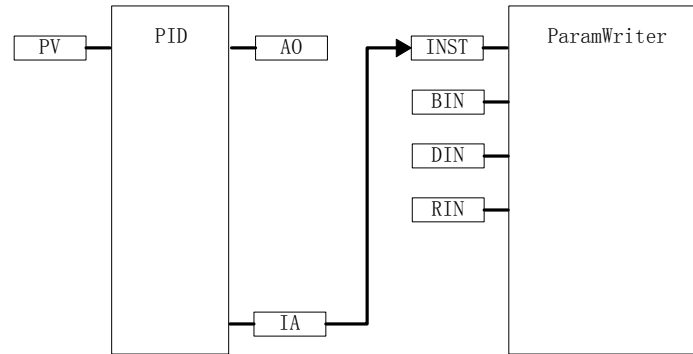 PID
ParamWriter
PV
AO
INST
BIN
DIN
RIN
IA